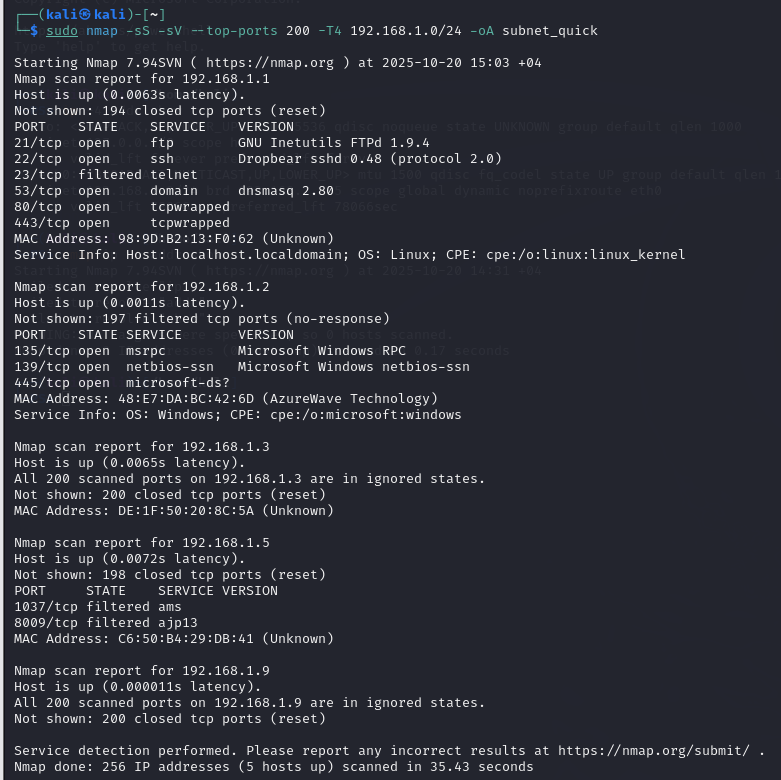 ┌──(kali㉿kali)-[~]
└─$ sudo nmap -sS -sV --top-ports 200 -T4 192.168.1.0/24 -oA subnet_quick
Starting Nmap 7.94SVN ( https://nmap.org ) at 2025-10-20 15:03 +04
Nmap scan report for 192.168.1.1
Host is up (0.0063s latency).
Not shown: 194 closed tcp ports (reset)
PORT    STATE    SERVICE    VERSION
21/tcp  open     ftp        GNU Inetutils FTPd 1.9.4
22/tcp  open     ssh        Dropbear sshd 0.48 (protocol 2.0)
23/tcp  filtered telnet
53/tcp  open     domain     dnsmasq 2.80
80/tcp  open     tcpwrapped
443/tcp open     tcpwrapped
MAC Address: 98:9D:B2:13:F0:62 (Unknown)
Service Info: Host: localhost.localdomain; OS: Linux; CPE: cpe:/o:linux:linux_kernel
Nmap scan report for 192.168.1.2
Host is up (0.0011s latency).
Not shown: 197 filtered tcp ports (no-response)
PORT    STATE SERVICE       VERSION
135/tcp open  msrpc         Microsoft Windows RPC
139/tcp open  netbios-ssn   Microsoft Windows netbios-ssn
445/tcp open  microsoft-ds?
MAC Address: 48:E7:DA:BC:42:6D (AzureWave Technology)
Service Info: OS: Windows; CPE: cpe:/o:microsoft:windows
Nmap scan report for 192.168.1.3
Host is up (0.0065s latency).
All 200 scanned ports on 192.168.1.3 are in ignored states.
Not shown: 200 closed tcp ports (reset)
MAC Address: DE:1F:50:20:8C:5A (Unknown)
Nmap scan report for 192.168.1.5
Host is up (0.0072s latency).
Not shown: 198 closed tcp ports (reset)
PORT     STATE    SERVICE VERSION
1037/tcp filtered ams
8009/tcp filtered ajp13
MAC Address: C6:50:B4:29:DB:41 (Unknown)
Nmap scan report for 192.168.1.9
Host is up (0.000011s latency).
All 200 scanned ports on 192.168.1.9 are in ignored states.
Not shown: 200 closed tcp ports (reset)
Service detection performed. Please report any incorrect results at https://nmap.org/submit/ .
Nmap done: 256 IP addresses (5 hosts up) scanned in 35.43 seconds